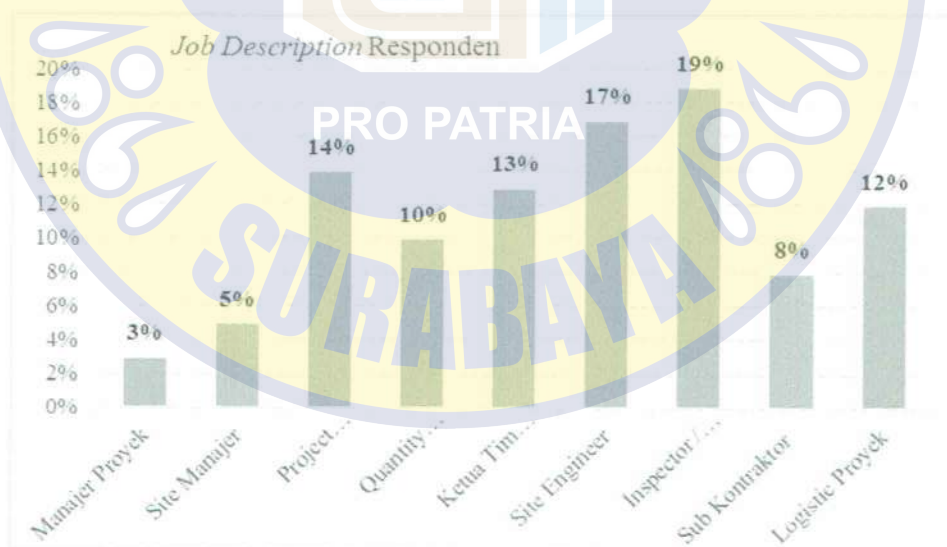 Job Description Responden
20%
18%
16%
14%
12%
10%
8%
6%
4%
2%
0%
3%
5%
14%
10%
13%
17%
19%
8%
12%
Manajer Proyek
Site Manajer
Project…
Quantity…
Ketua Tim…
Site Engineer
Inspector /…
Sub Kontraktor
Logistic Proyek
PRO PATRIA
SURABAYA